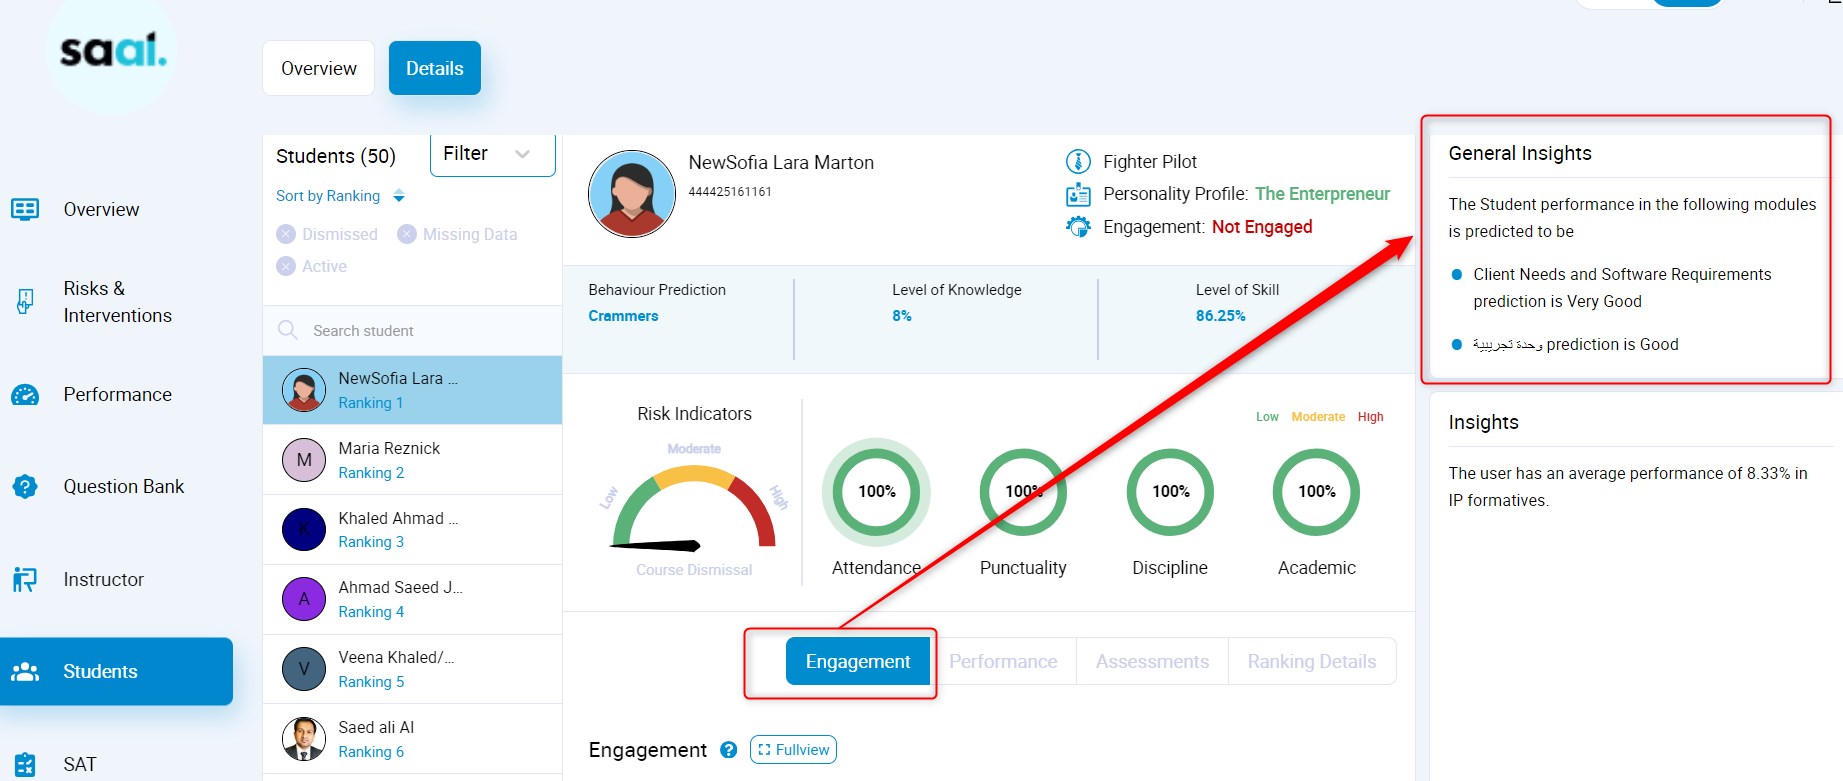 saal.
Overview
Details
Overview
Risks &
Interventions
Performance
Question Bank
Instructor
Students
SAT
Students (50)
Filter
Sort by Ranking
Dismissed
Missing Data
Active
Search student
NewSofia Lara ...
Ranking 1
M
Maria Reznick
Ranking 2
K
Khaled Ahmad ...
Ranking 3
A
Ahmad Saeed J...
Ranking 4
V
Veena Khaled/...
Ranking 5
Saed ali Al
Ranking 6
NewSofia Lara Marton
444425161161
Fighter Pilot
Personality Profile: The Enterpreneur
Engagement: Not Engaged
Behaviour Prediction
Crammers
Level of Knowledge
8%
Level of Skill
86.25%
Risk Indicators
Low
Moderate
High
Course Dismissal
Low Moderate High
100%
Attendance
100%
Punctuality
100%
Discipline
100%
Academic
Engagement
Performance
Assessments
Ranking Details
Engagement ? Fullview
General Insights
The Student performance in the following modules
is predicted to be
Client Needs and Software Requirements
prediction is Very Good
وحدة تجريبية prediction is Good
Insights
The user has an average performance of 8.33% in
IP formatives.